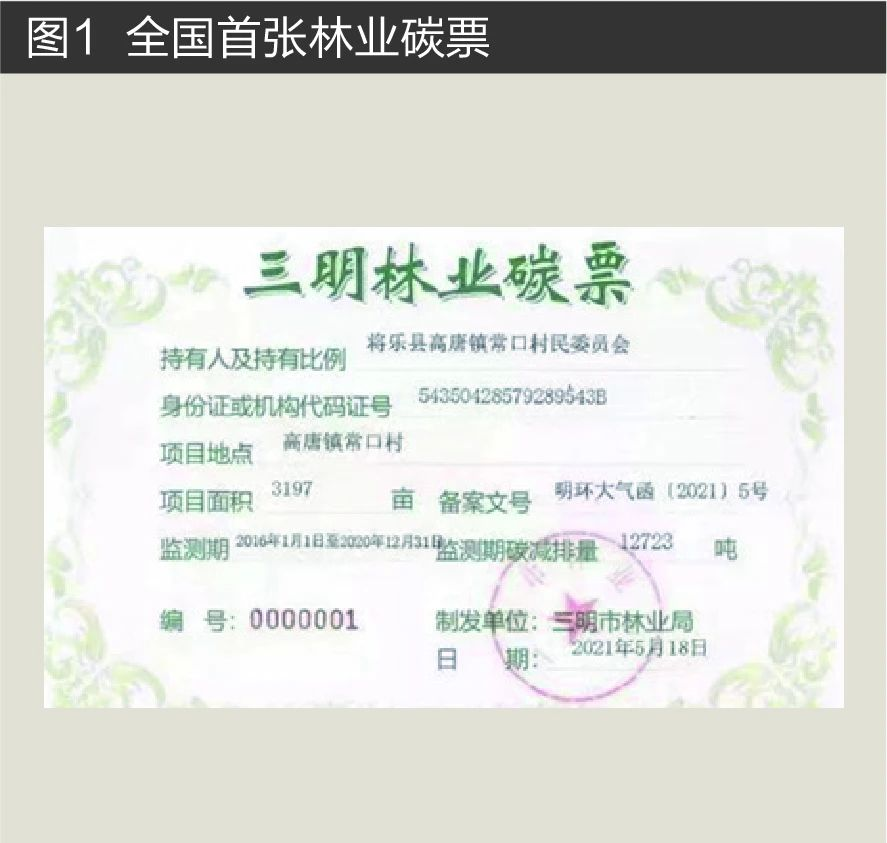 图1 全国首张林业碳票
三明林业碳票
持有人及持有比例 将乐县高唐镇常口村民委员会
身份证或机构代码证号 54350428579289543B
项目地点 高唐镇常口村
项目面积 3197 亩 备案文号 明环大气函〔2021〕5号
监测期 2016年1月1日至2020年12月31日 监测期碳减排量 12723 吨
编 号：0000001 制发单位：三明市林业局
日 期：2021年5月18日